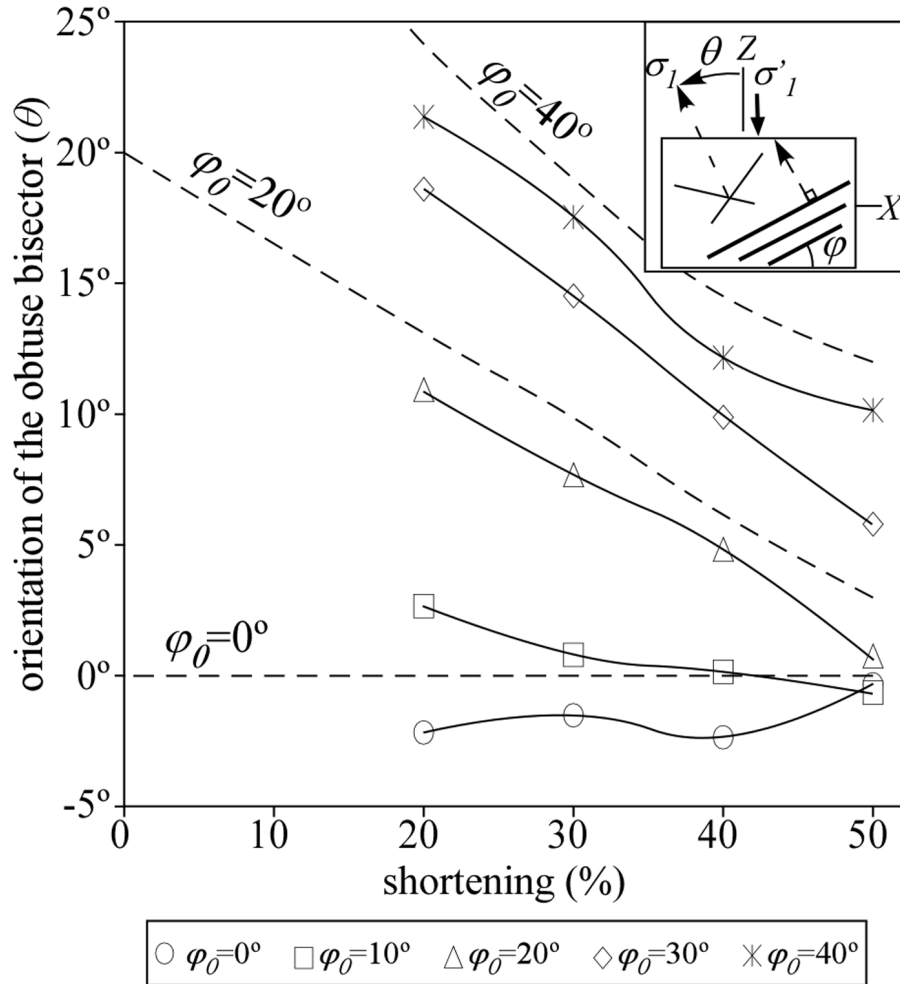 25º
20º
15º
10º
5º
0º
-5º
orientation of the obtuse bisector (θ)
φ0=40º
φ0=20º
φ0=0º
σ1
θ
Z
σ'1
X
φ
0 10 20 30 40 50
shortening (%)
φ0=0º φ0=10º φ0=20º φ0=30º φ0=40º